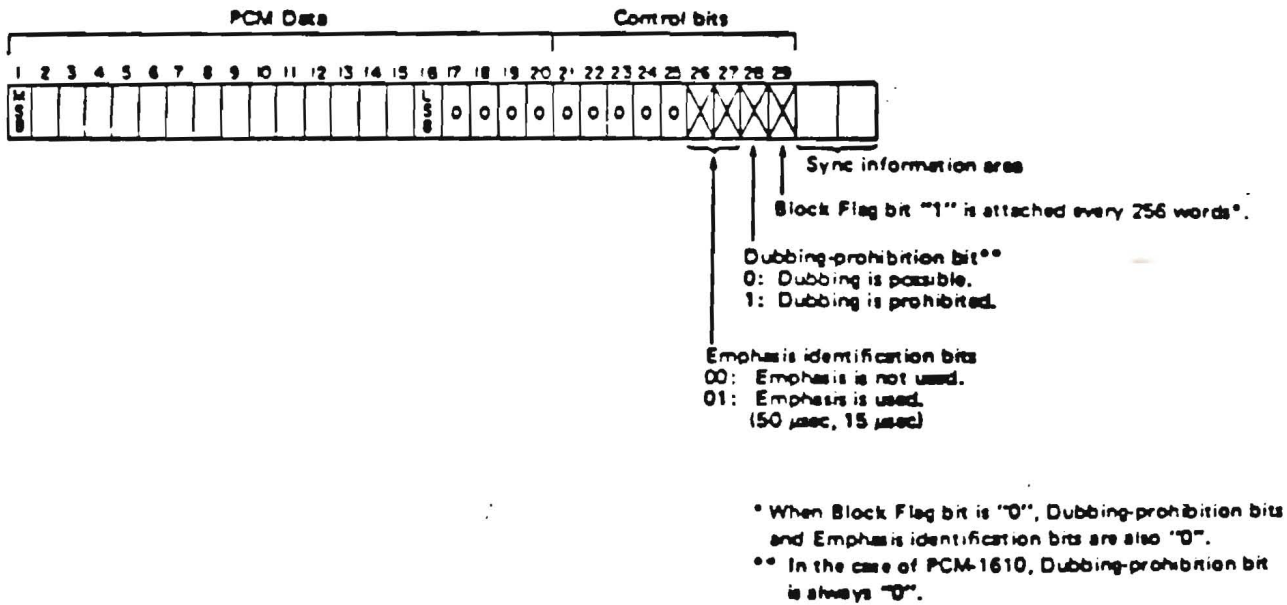 PCM Data Control bits
1 2 3 4 5 6 7 8 9 10 11 12 13 14 15 16 17 18 19 20 21 22 23 24 25 26 27 28 29
MSB LSB 0 0 0 0 0 0 0 0 0
Sync information area
Block Flag bit "1" is attached every 256 words*.
Dubbing-prohibition bit**
0: Dubbing is possible.
1: Dubbing is prohibited.
Emphasis identification bits
00: Emphasis is not used.
01: Emphasis is used.
(50 μsec, 15 μsec)
* When Block Flag bit is "0", Dubbing-prohibition bits
and Emphasis identification bits are also "0".
** In the case of PCM-1610, Dubbing-prohibition bit
is always "0".